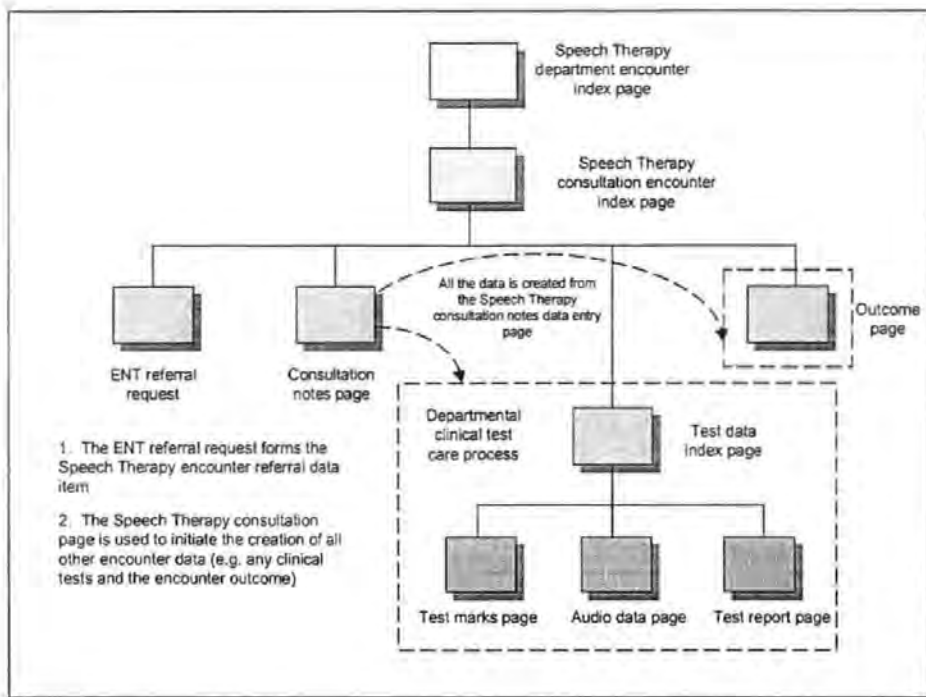 Speech Therapy
department encounter
index page
Speech Therapy
consultation encounter
index page
All the data is created from
the Speech Therapy
consultation notes data entry
page
Outcome
page
ENT referral
request
Consultation
notes page
Departmental
clinical test
care process
Test data
index page
1. The ENT referral request forms the
Speech Therapy encounter referral data
item
2. The Speech Therapy consultation
page is used to initiate the creation of all
other encounter data (e.g. any clinical
tests and the encounter outcome)
Test marks page
Audio data page
Test report page